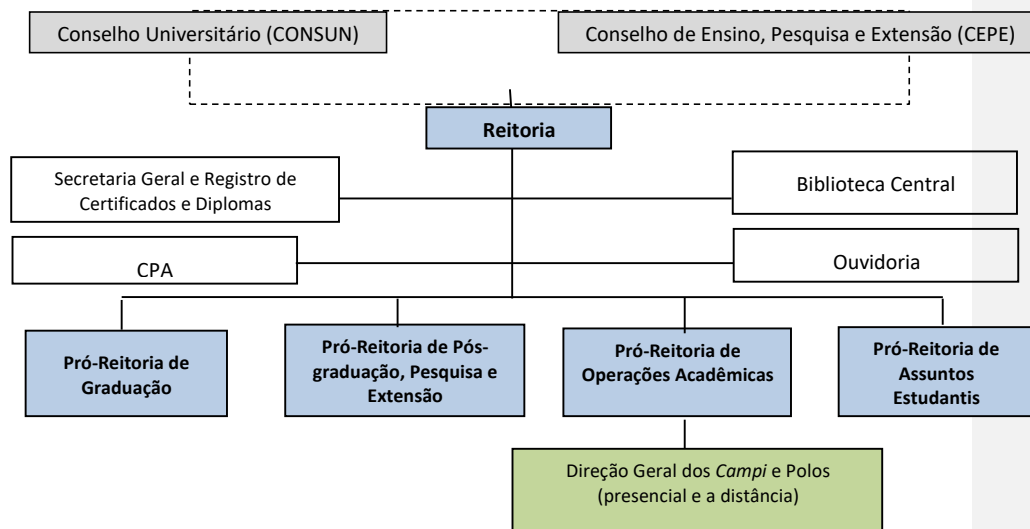 Conselho Universitário (CONSUN)
Conselho de Ensino, Pesquisa e Extensão (CEPE)
Reitoria
Secretaria Geral e Registro de
Certificados e Diplomas
Biblioteca Central
CPA
Ouvidoria
Pró-Reitoria de
Graduação
Pró-Reitoria de Pós-
graduação, Pesquisa e
Extensão
Pró-Reitoria de
Operações Acadêmicas
Pró-Reitoria de
Assuntos
Estudantis
Direção Geral dos Campi e Polos
(presencial e a distância)